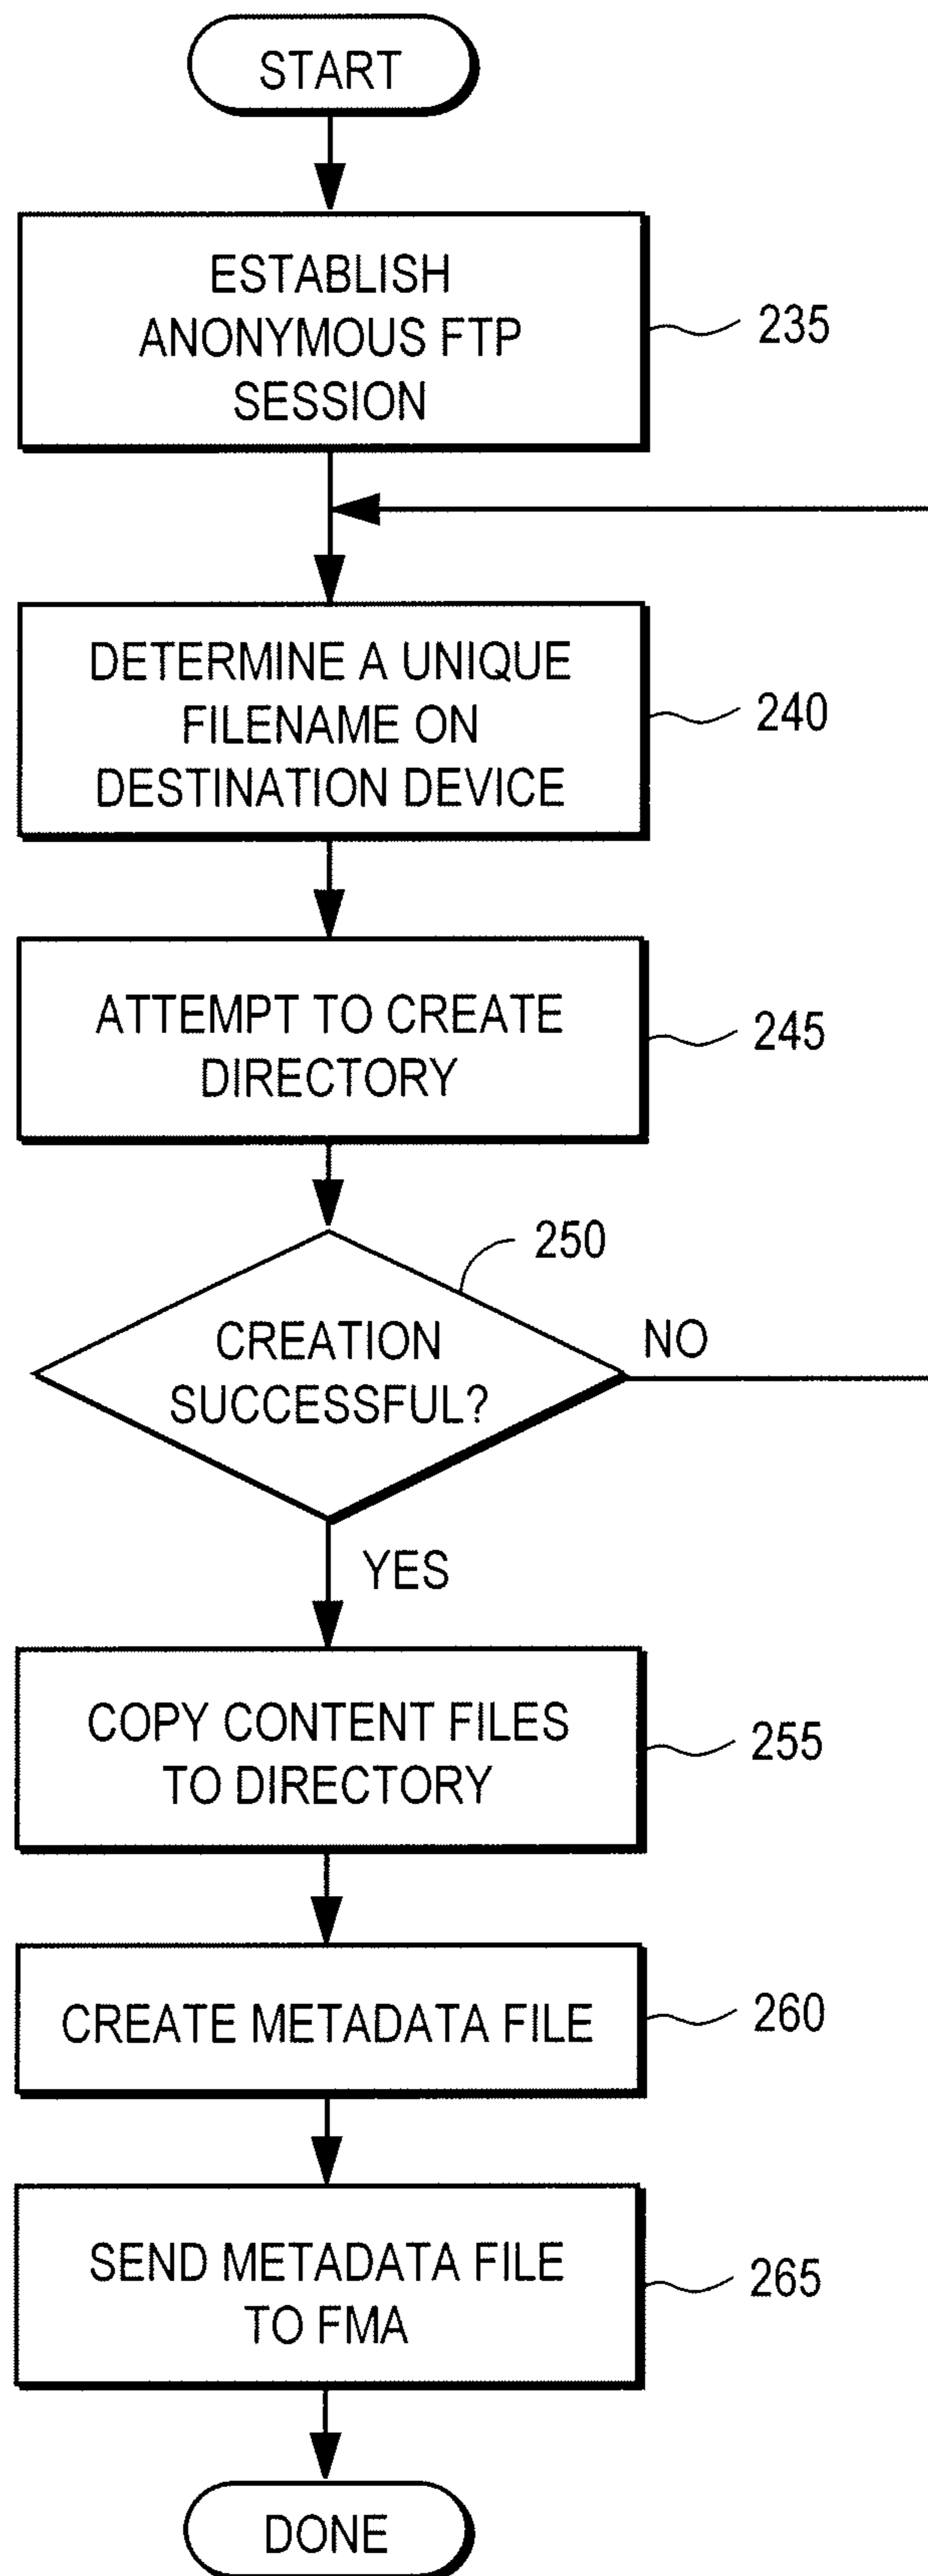 START
ESTABLISH
ANONYMOUS FTP
SESSION
235
DETERMINE A UNIQUE
FILENAME ON
DESTINATION DEVICE
240
ATTEMPT TO CREATE
DIRECTORY
245
250
CREATION
SUCCESSFUL?
NO
YES
COPY CONTENT FILES
TO DIRECTORY
255
CREATE METADATA FILE
260
SEND METADATA FILE
TO FMA
265
DONE